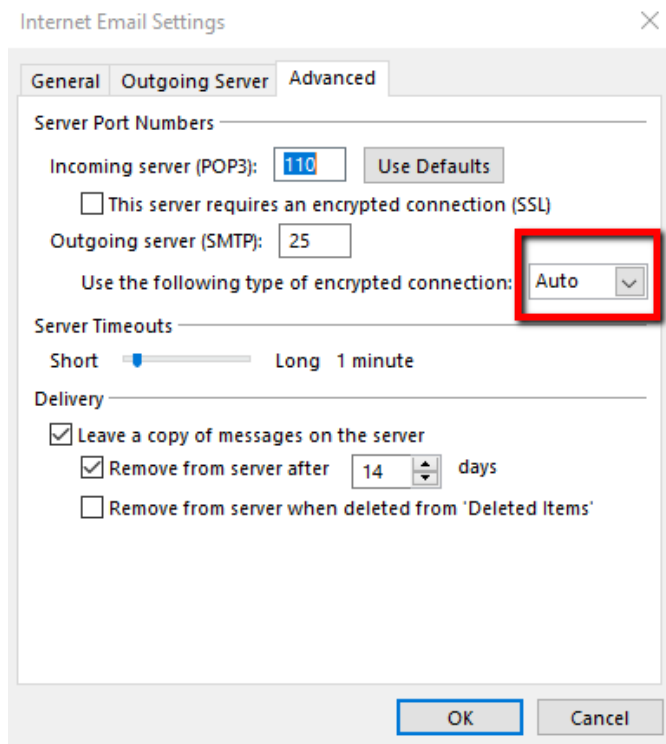 Internet Email Settings
General Outgoing Server Advanced
Server Port Numbers
Incoming server (POP3): 110 Use Defaults
This server requires an encrypted connection (SSL)
Outgoing server (SMTP): 25
Use the following type of encrypted connection: Auto
Server Timeouts
Short Long 1 minute
Delivery
Leave a copy of messages on the server
Remove from server after 14 days
Remove from server when deleted from 'Deleted Items'
OK Cancel